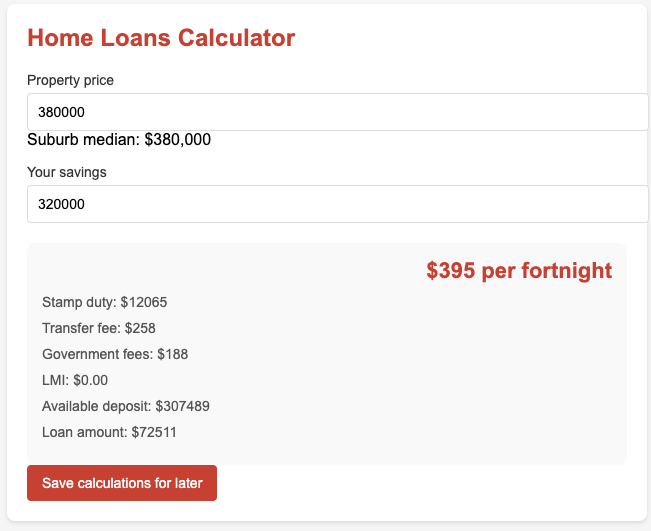 Home Loans Calculator
Property price
380000
Suburb median: $380,000
Your savings
320000
$395 per fortnight
Stamp duty: $12065
Transfer fee: $258
Government fees: $188
LMI: $0.00
Available deposit: $307489
Loan amount: $72511
Save calculations for later